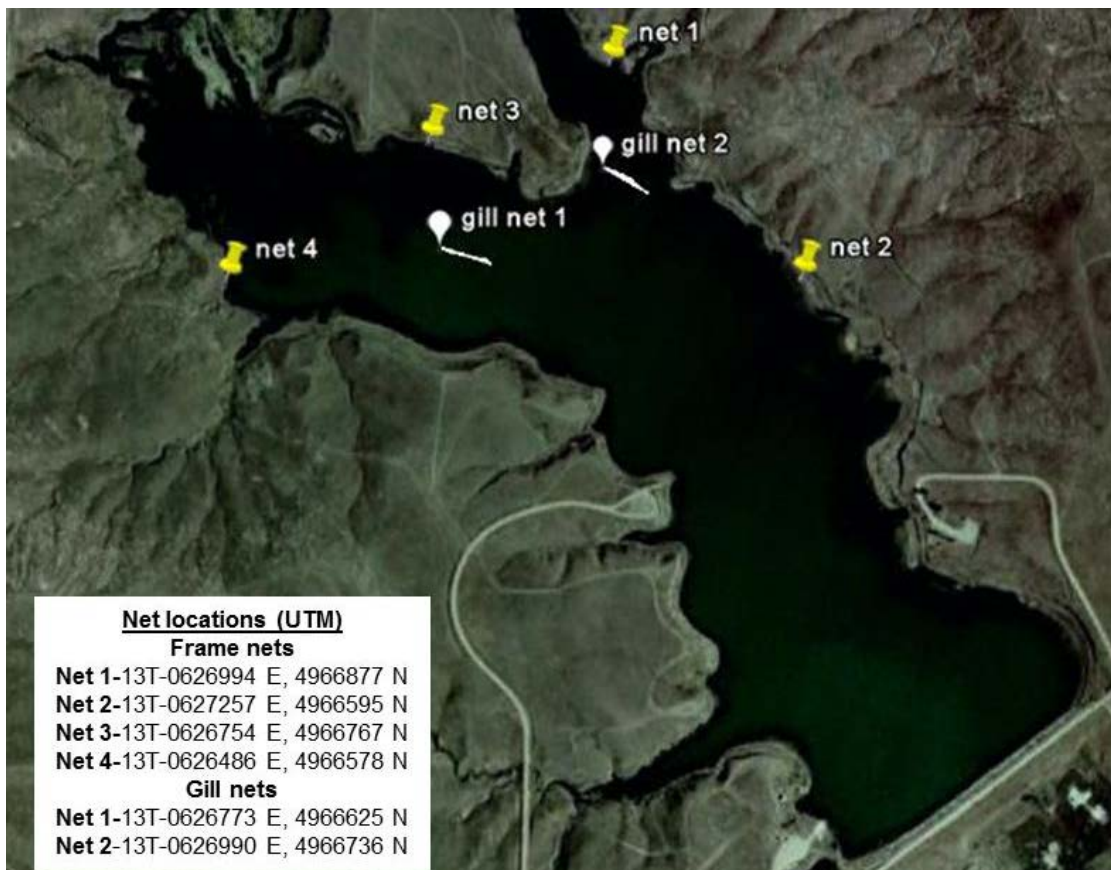 net 1
net 3
gill net 2
gill net 1
net 4
net 2
Net locations (UTM)
Frame nets
Net 1-13T-0626994 E, 4966877 N
Net 2-13T-0627257 E, 4966595 N
Net 3-13T-0626754 E, 4966767 N
Net 4-13T-0626486 E, 4966578 N
Gill nets
Net 1-13T-0626773 E, 4966625 N
Net 2-13T-0626990 E, 4966736 N